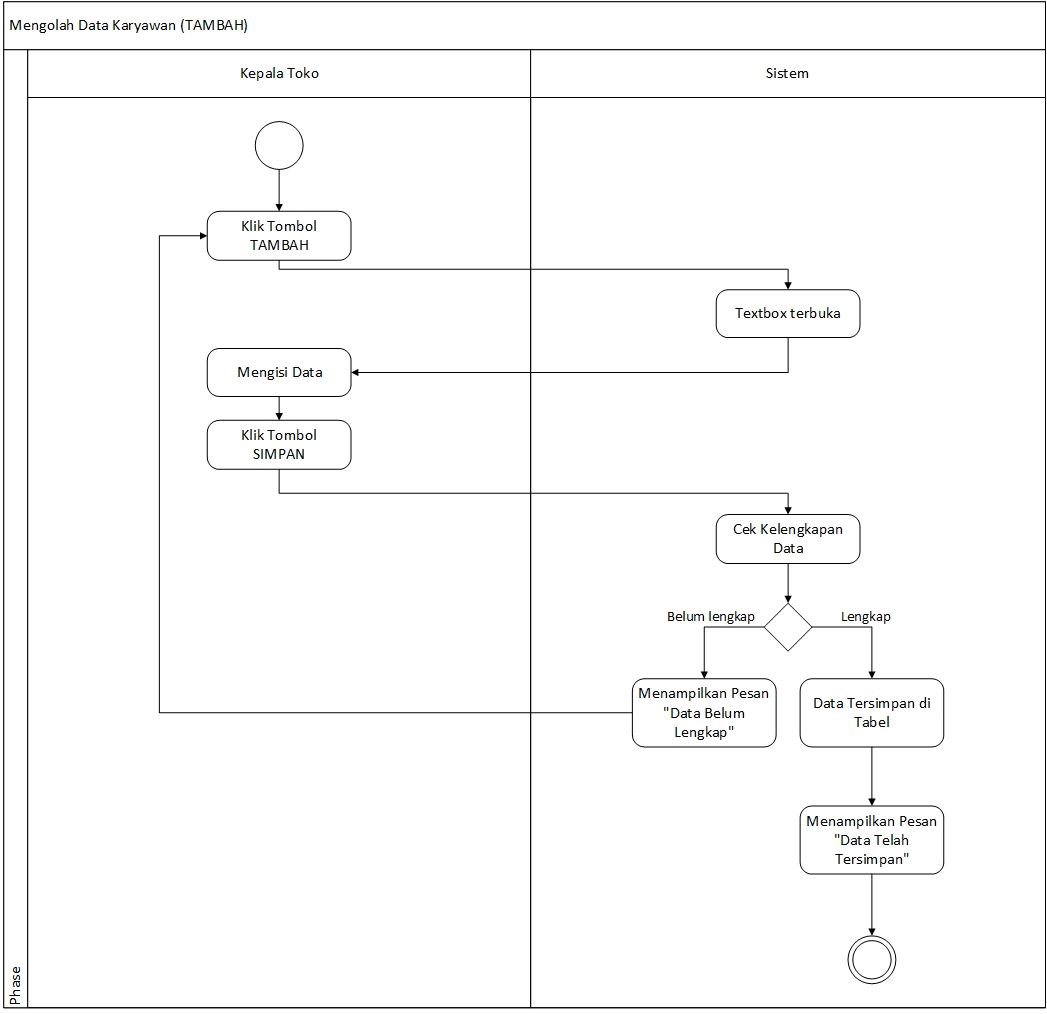 Mengolah Data Karyawan (TAMBAH)
Kepala Toko
Sistem
Klik Tombol
TAMBAH
Textbox terbuka
Mengisi Data
Klik Tombol
SIMPAN
Cek Kelengkapan
Data
Belum lengkap
Lengkap
Menampilkan Pesan
"Data Belum
Lengkap"
Data Tersimpan di
Tabel
Menampilkan Pesan
"Data Telah
Tersimpan"
Phase